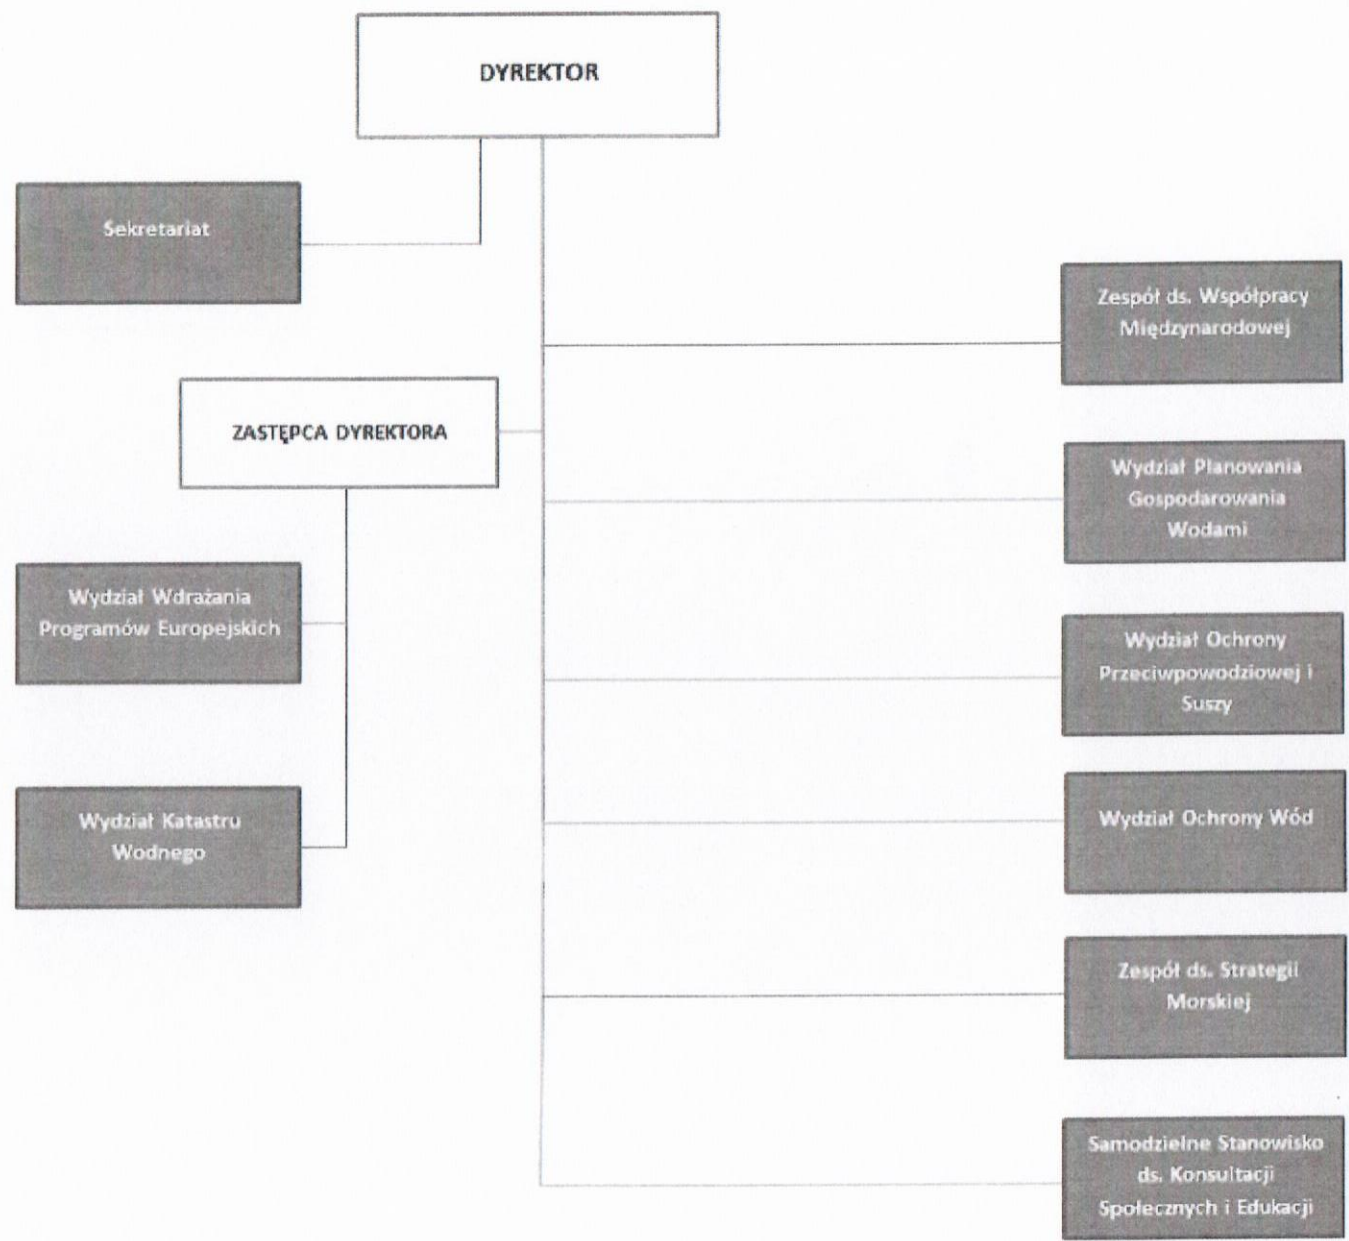 DYREKTOR
Sekretariat
Zespół ds. Współpracy
Międzynarodowej
ZASTĘPCA DYREKTORA
Wydział Planowania
Gospodarowania
Wodami
Wydział Wdrażania
Programów Europejskich
Wydział Ochrony
Przeciwpowodziowej i
Suszy
Wydział Katastru
Wodnego
Wydział Ochrony Wód
Zespół ds. Strategii
Morskiej
Samodzielne Stanowisko
ds. Konsultacji
Społecznych i Edukacji